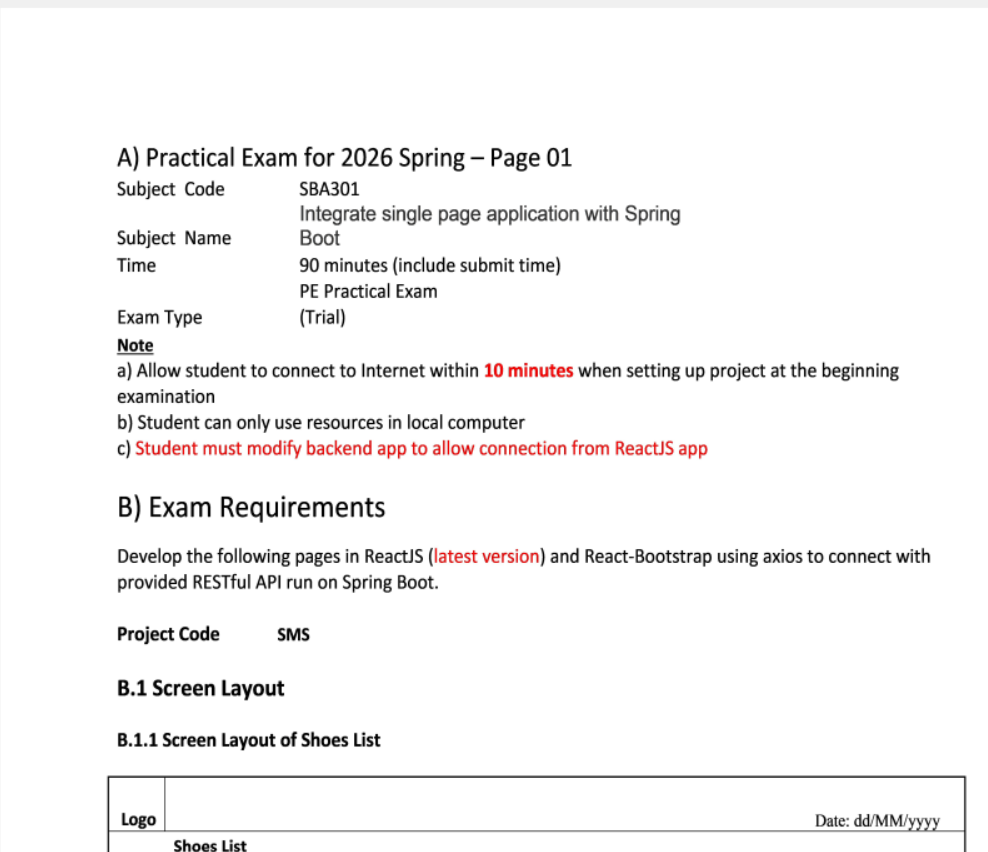 A) Practical Exam for 2026 Spring – Page 01
Subject Code SBA301
Integrate single page application with Spring
Subject Name Boot
Time 90 minutes (include submit time)
PE Practical Exam
Exam Type (Trial)
Note
a) Allow student to connect to Internet within 10 minutes when setting up project at the beginning
examination
b) Student can only use resources in local computer
c) Student must modify backend app to allow connection from ReactJS app
B) Exam Requirements
Develop the following pages in ReactJS (latest version) and React-Bootstrap using axios to connect with
provided RESTful API run on Spring Boot.
Project Code SMS
B.1 Screen Layout
B.1.1 Screen Layout of Shoes List
Logo Date: dd/MM/yyyy
Shoes List